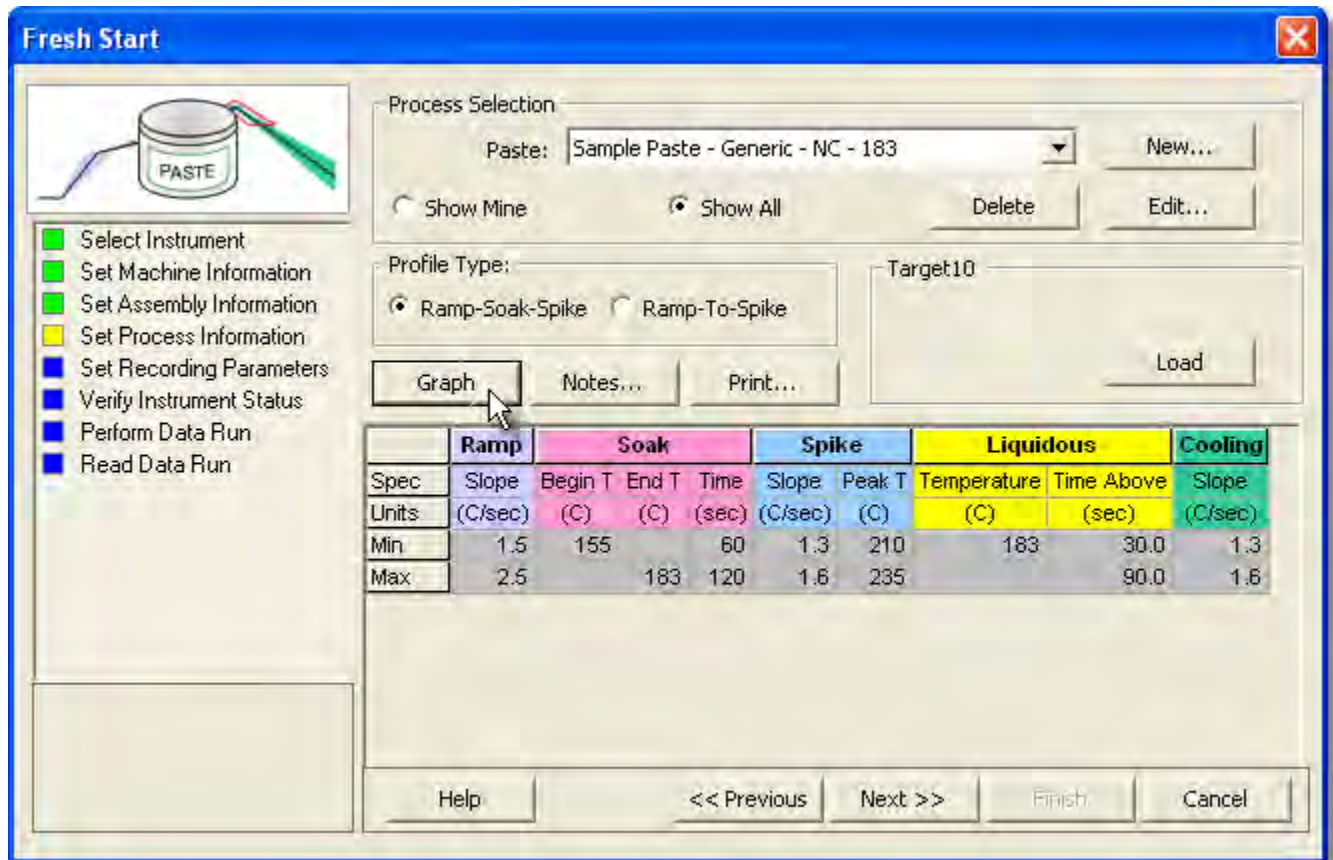 Fresh Start
PASTE
Select Instrument
Set Machine Information
Set Assembly Information
Set Process Information
Set Recording Parameters
Verify Instrument Status
Perform Data Run
Read Data Run
Process Selection
Paste: Sample Paste - Generic - NC - 183 New...
Show Mine Show All Delete Edit...
Profile Type:
Ramp-Soak-Spike Ramp-To-Spike
Target10
Load
Graph Notes... Print...
Ramp Soak Spike Liquidous Cooling
Spec Slope Begin T End T Time Slope Peak T Temperature Time Above Slope
Units (C/sec) (C) (C) (sec) (C/sec) (C) (C) (sec) (C/sec)
Min 1.5 155 60 1.3 210 183 30.0 1.3
Max 2.5 183 120 1.6 235 90.0 1.6
Help << Previous Next >> Finish Cancel